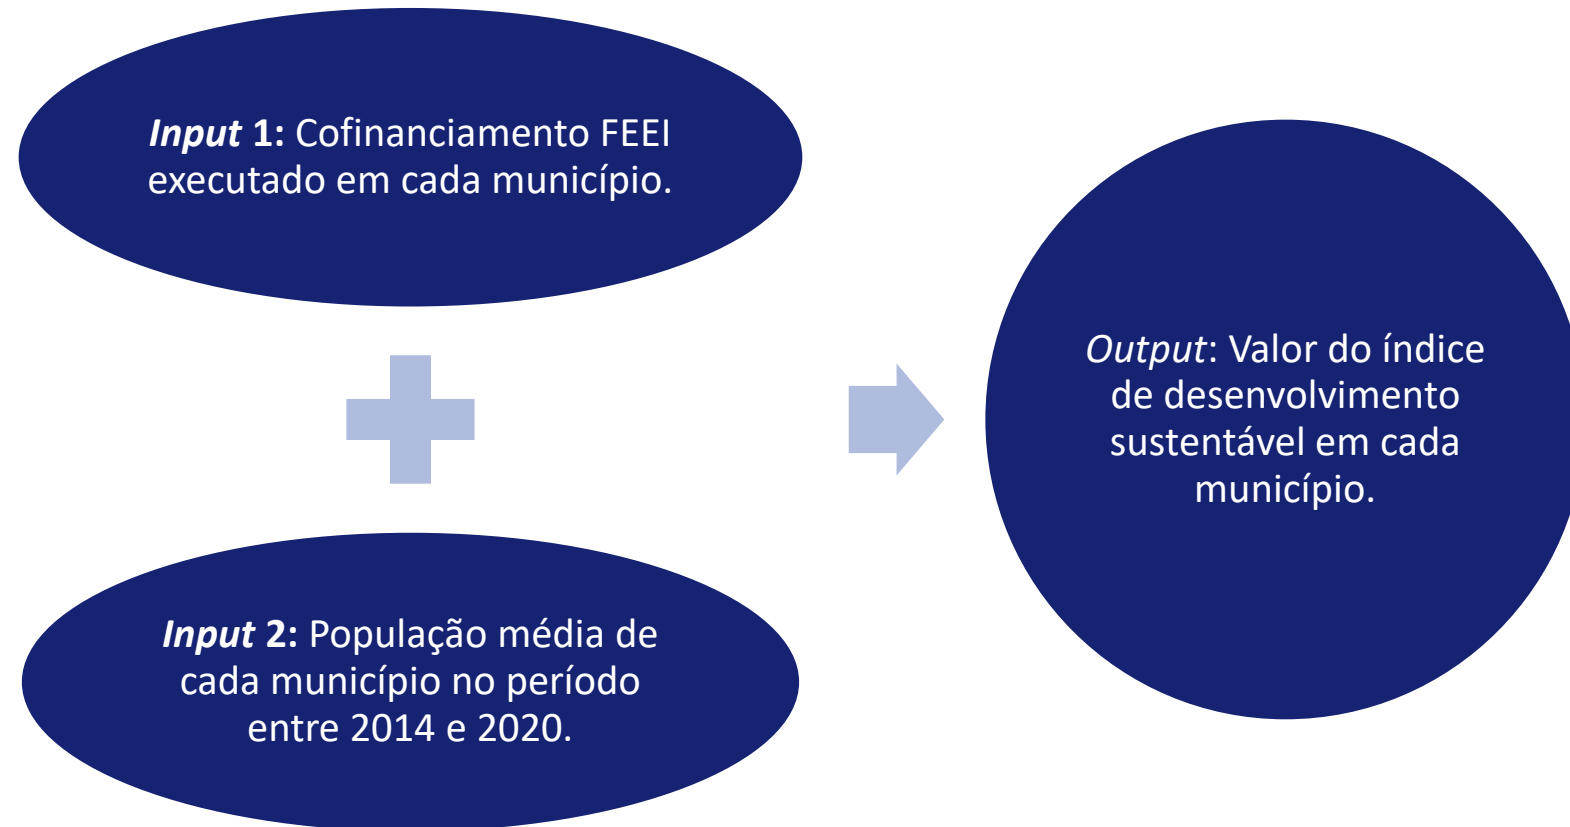 Input 1: Cofinanciamento FEEI
executado em cada município.
Input 2: População média de
cada município no período
entre 2014 e 2020.
Output: Valor do índice
de desenvolvimento
sustentável em cada
município.